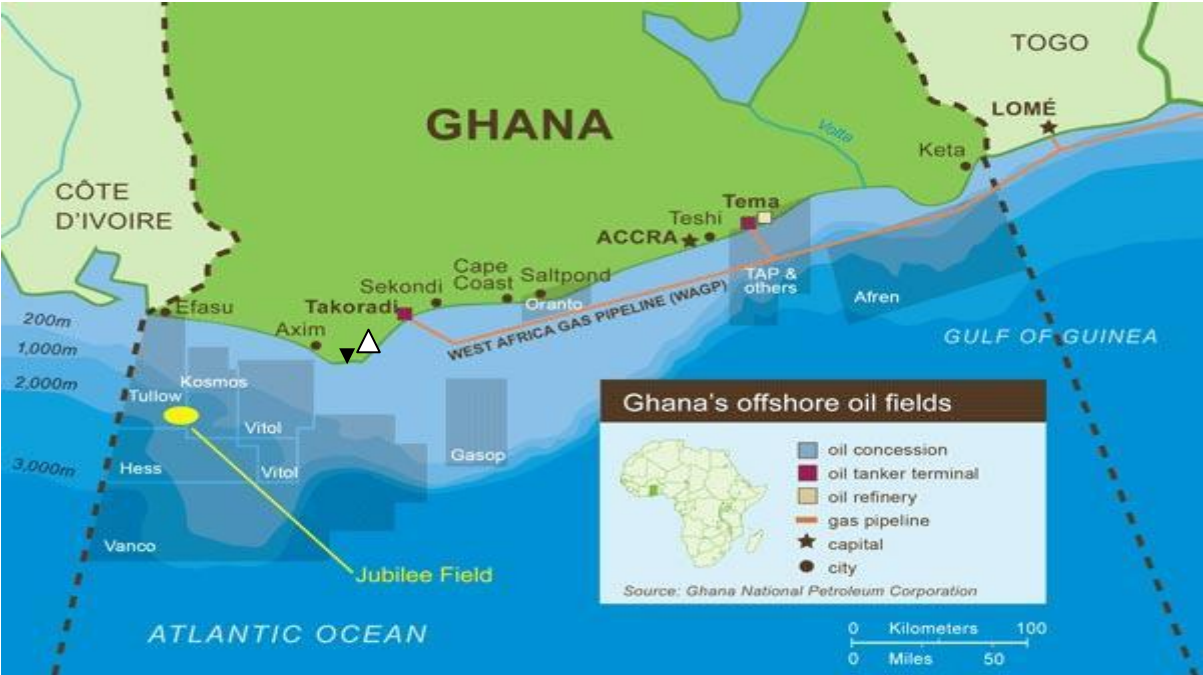 TOGO
LOMÉ
GHANA
Volta
Keta
CÔTE
D'IVOIRE
Tema
Teshi
ACCRA
Cape
Coast
Saltpond
Sekondi
TAP &
others
Oranto
Afren
Takoradi
Efasu
Axim
WEST AFRICA GAS PIPELINE (WAGP)
GULF OF GUINEA
200m
1,000m
2,000m
3,000m
Kosmos
Tullow
Vitol
Gasop
Hess
Vitol
Vanco
Jubilee Field
ATLANTIC OCEAN
Ghana's offshore oil fields
oil concession
oil tanker terminal
oil refinery
gas pipeline
capital
city
Source: Ghana National Petroleum Corporation
0 Kilometers 100
0 Miles 50